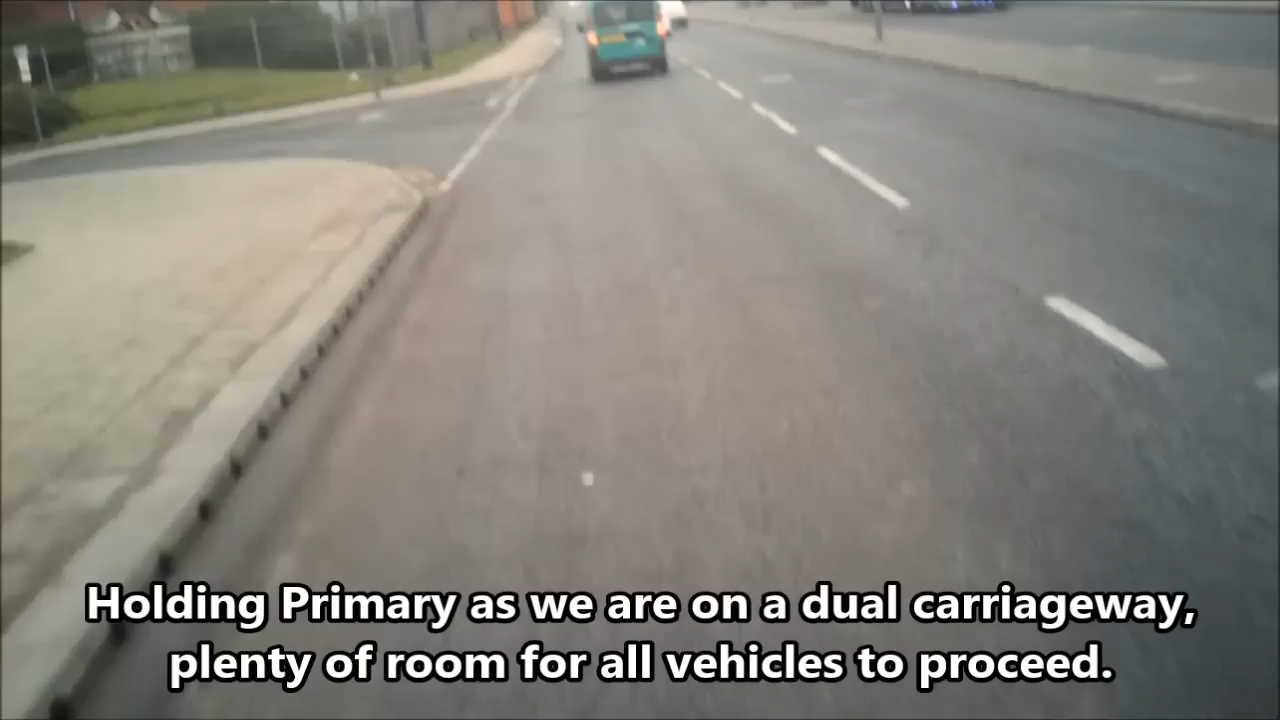 Holding Primary as we are on a dual carriageway,
plenty of room for all vehicles to proceed.